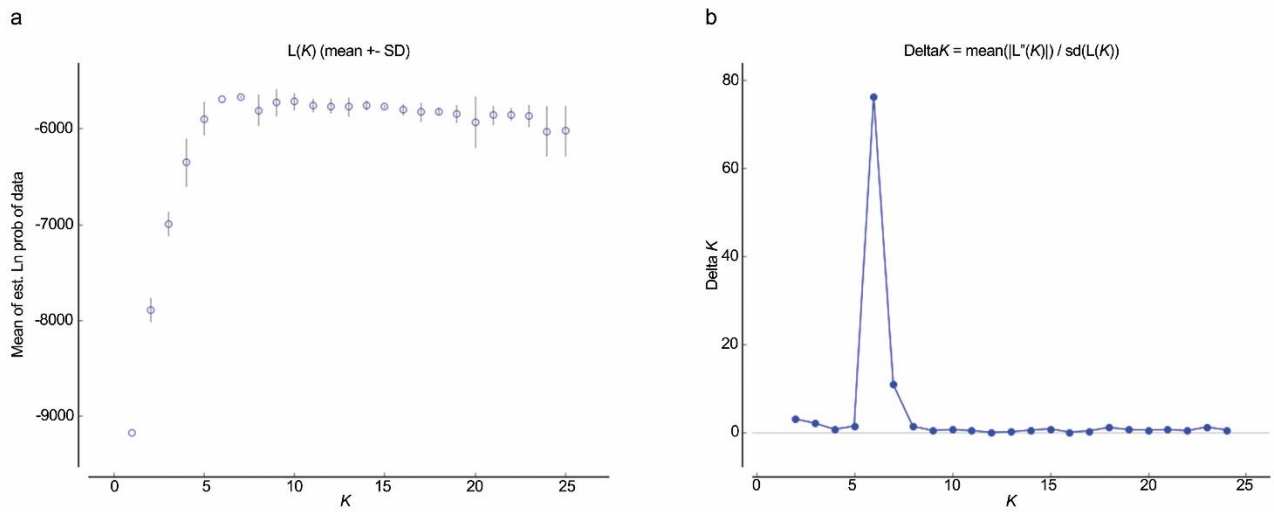 a
L(K) (mean +- SD)
Mean of est. Ln prob of data
-6000
-7000
-8000
-9000
0 5 10 15 20 25
K
b
DeltaK = mean(|L"(K)|) / sd(L(K))
Delta K
80
60
40
20
0
0 5 10 15 20 25
K